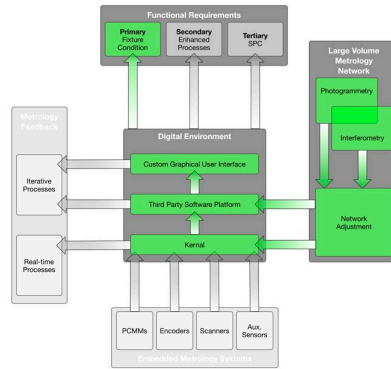 Functional Requirements
Primary
Fixture
Condition
Secondary
Enhanced
Processes
Tertiary
SPC
Large Volume
Metrology
Network
Photogrammetry
Interferometry
Network
Adjustment
Metrology
Feedback
Iterative
Processes
Real-time
Processes
Digital Environment
Custom Graphical User Interface
Third Party Software Platform
Kernal
PCMMs
Encoders
Scanners
Aux.
Sensors
Embedded Metrology Systems